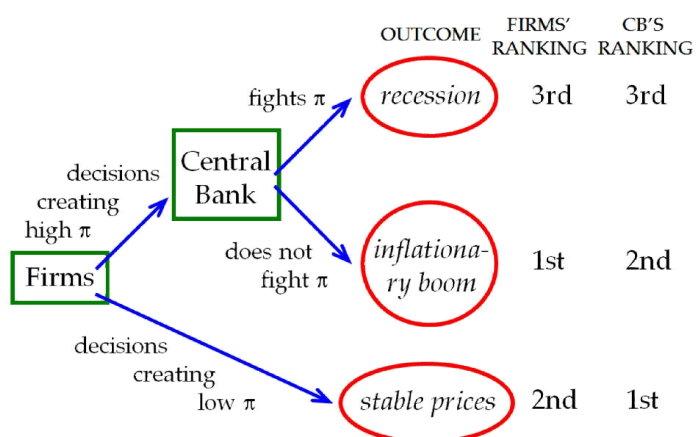 OUTCOME
FIRMS'
RANKING
CB'S
RANKING
fights π
recession
3rd
3rd
Central
Bank
decisions
creating
high π
does not
fight π
inflationa-
ry boom
1st
2nd
Firms
decisions
creating
low π
stable prices
2nd
1st